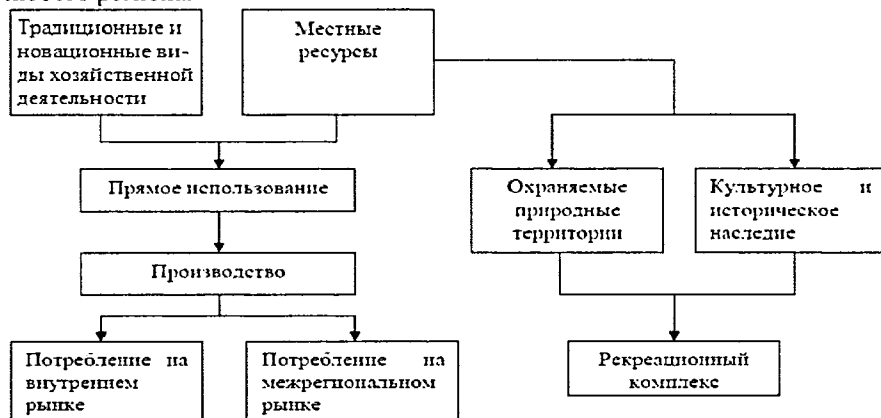 Традиционные и
новационные ви-
ды хозяйственной
деятельности
Местные
ресурсы
Прямое использование
Охраняемые
природные
территории
Культурное и
историческое
наследие
Производство
Потребление на
внутреннем
рынке
Потребление на
межрегиональном
рынке
Рекреационный
комплекс